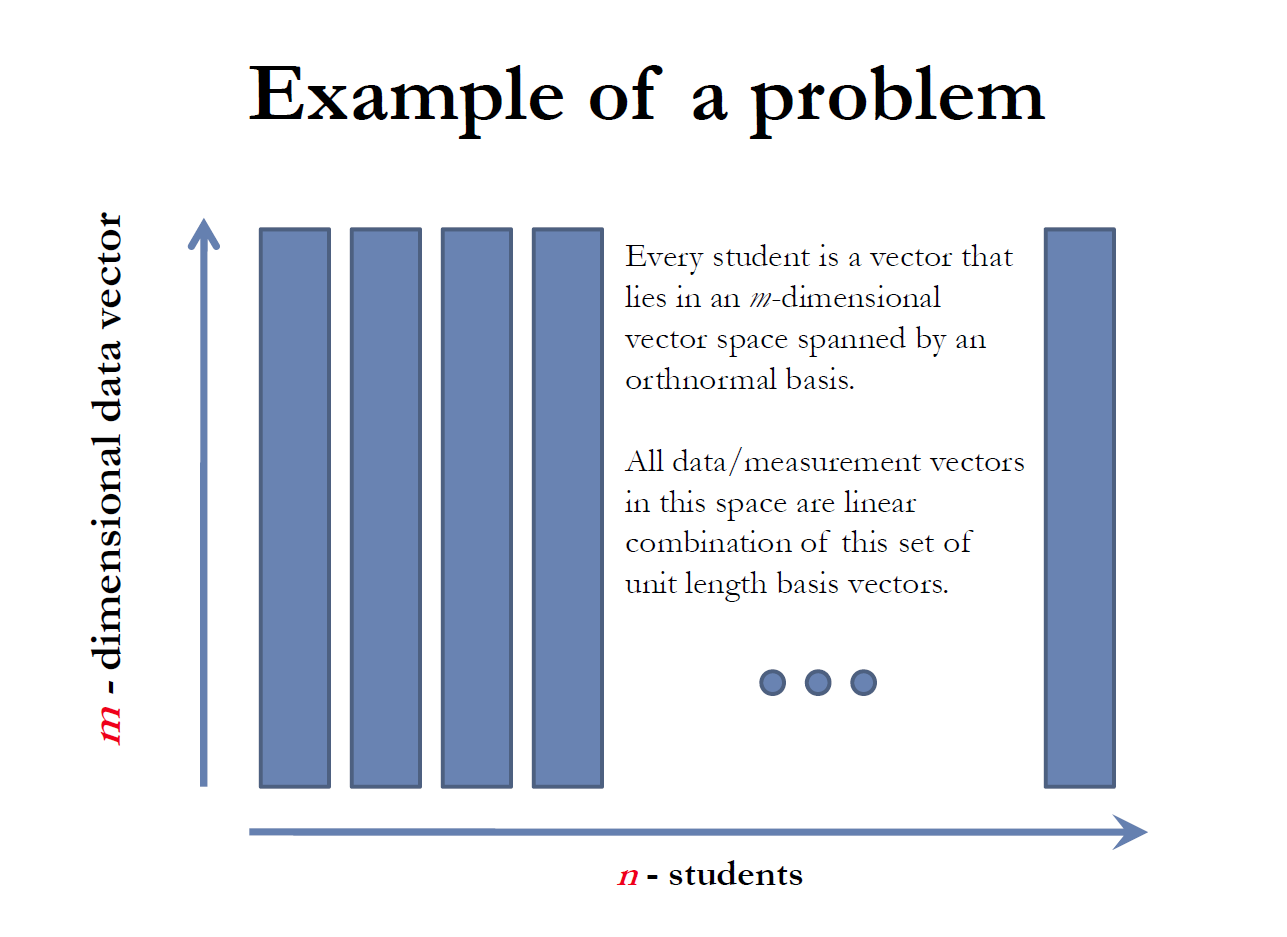 Example of a problem
m - dimensional data vector
Every student is a vector that
lies in an m-dimensional
vector space spanned by an
orthnormal basis.
All data/measurement vectors
in this space are linear
combination of this set of
unit length basis vectors.
n - students